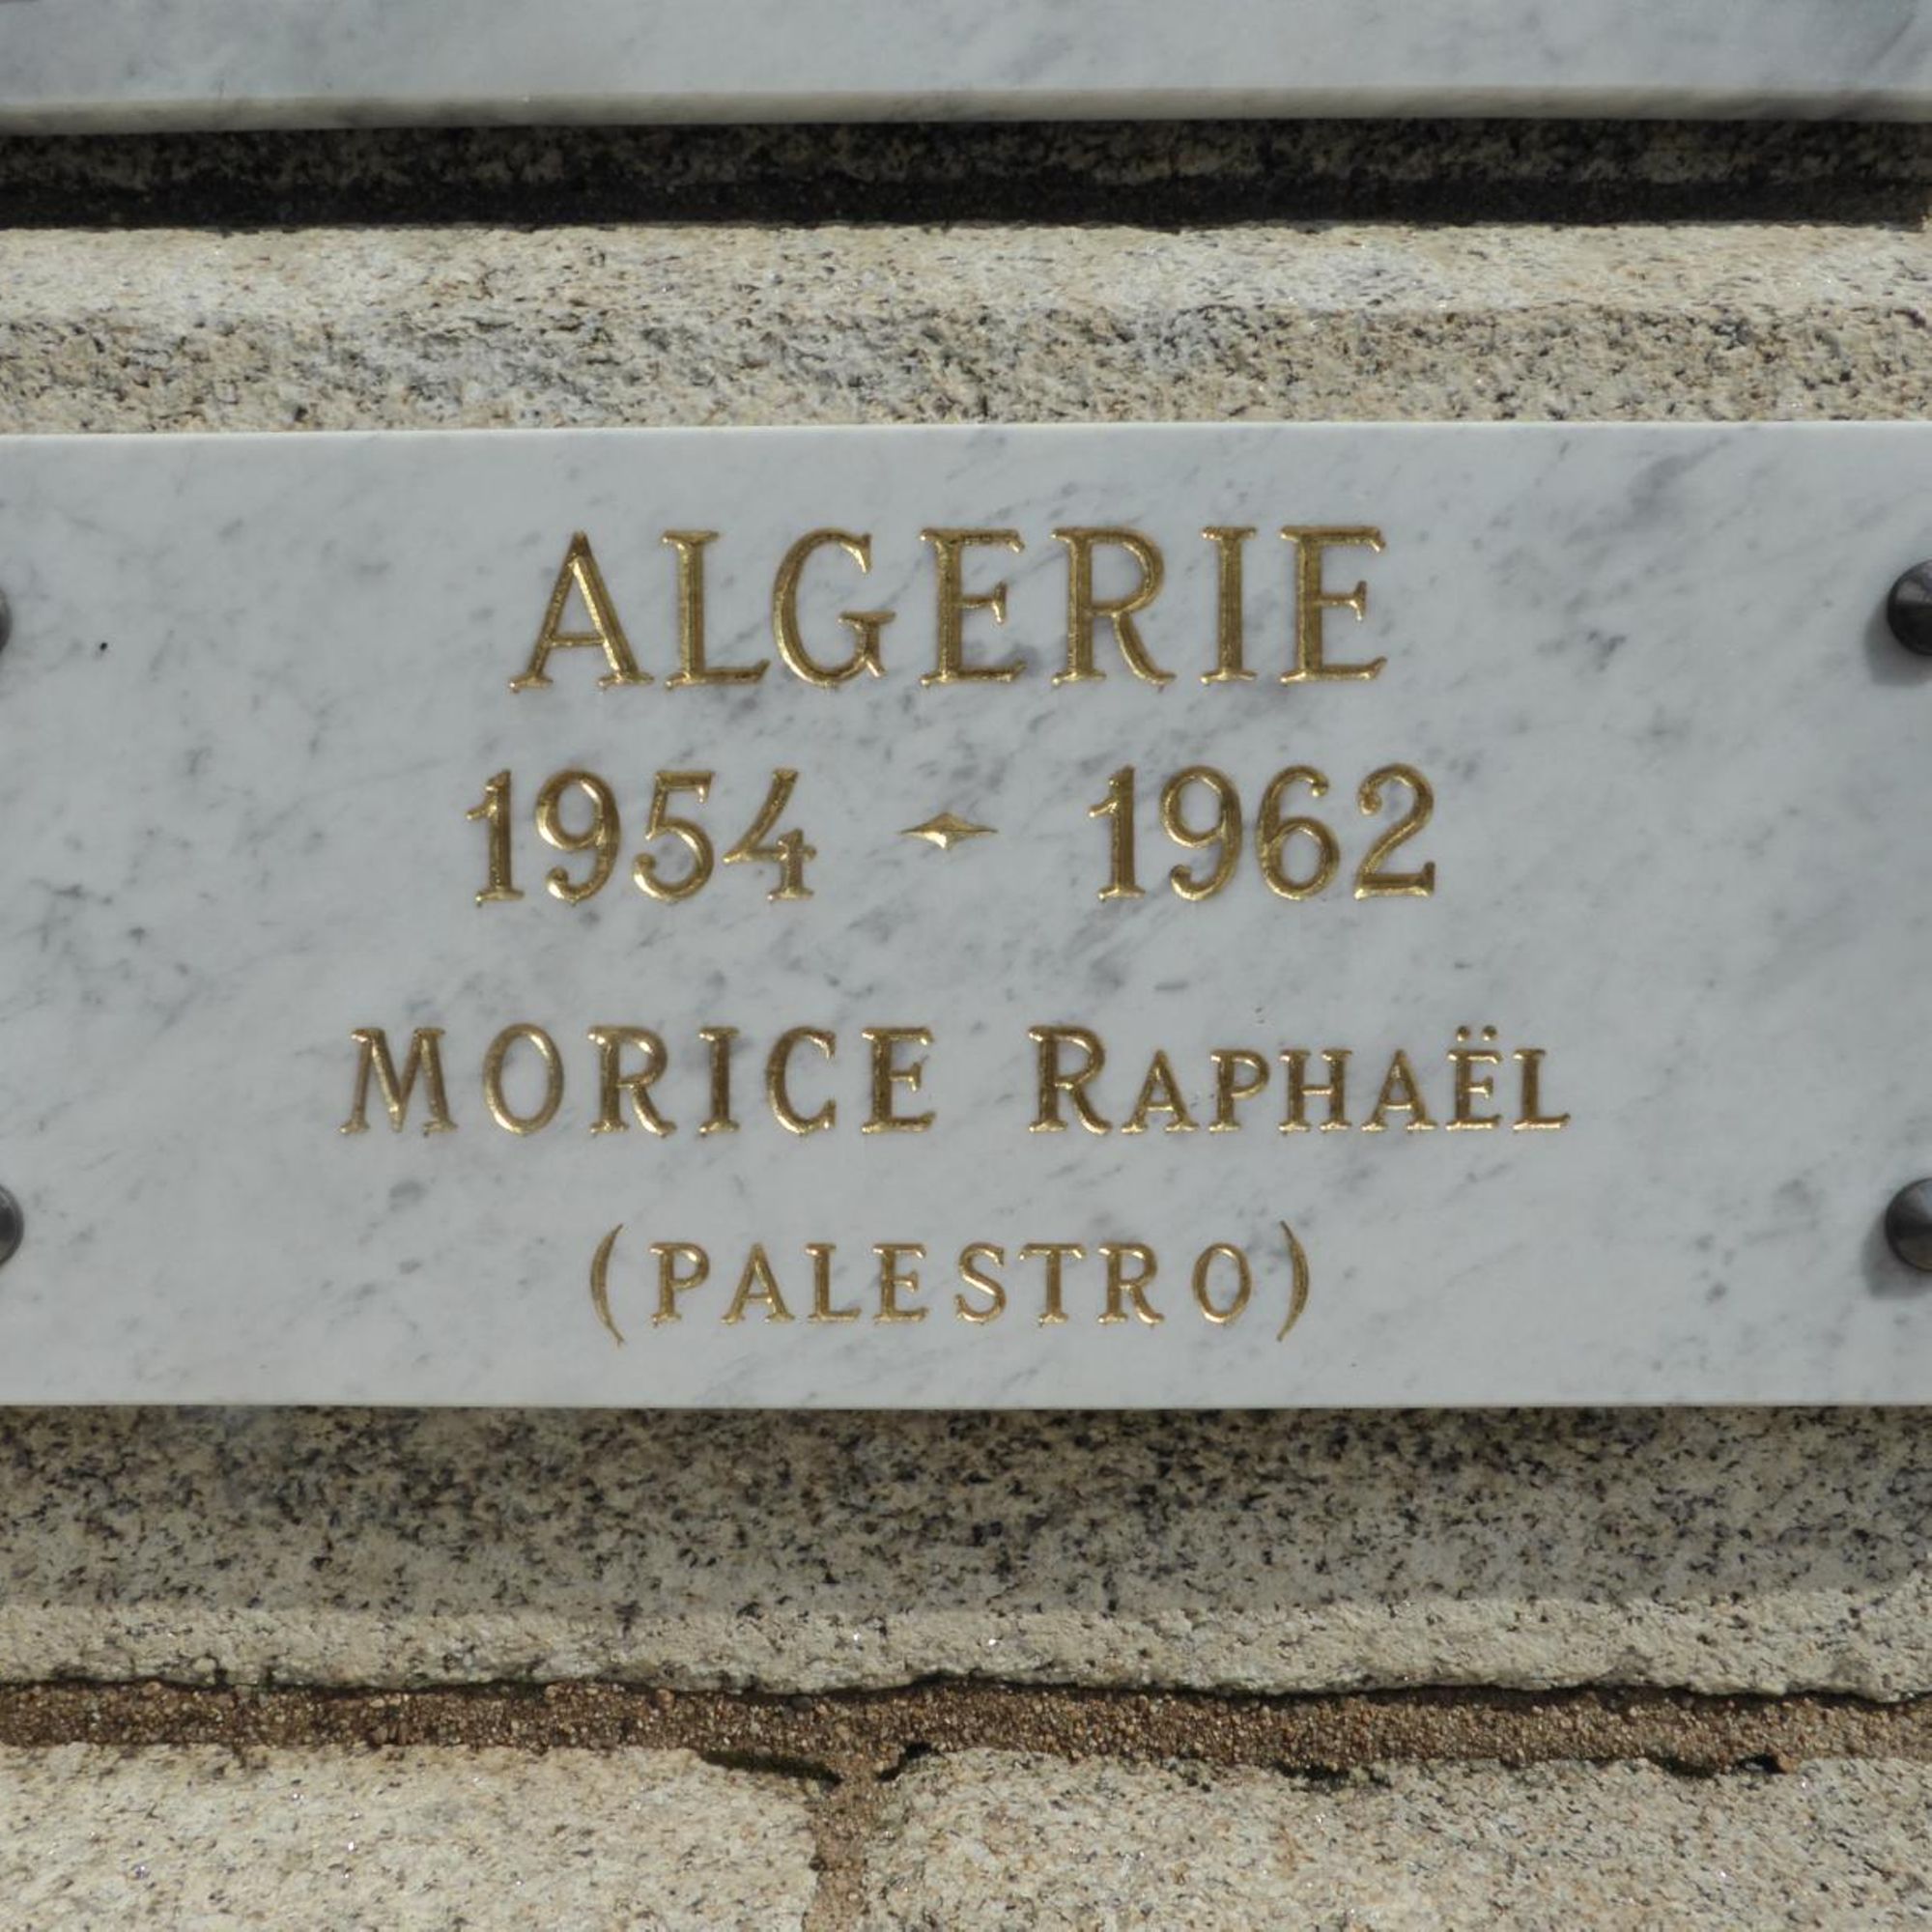 ALGERIE
1954 - 1962
MORICE RAPHAËL
(PALESTRO)